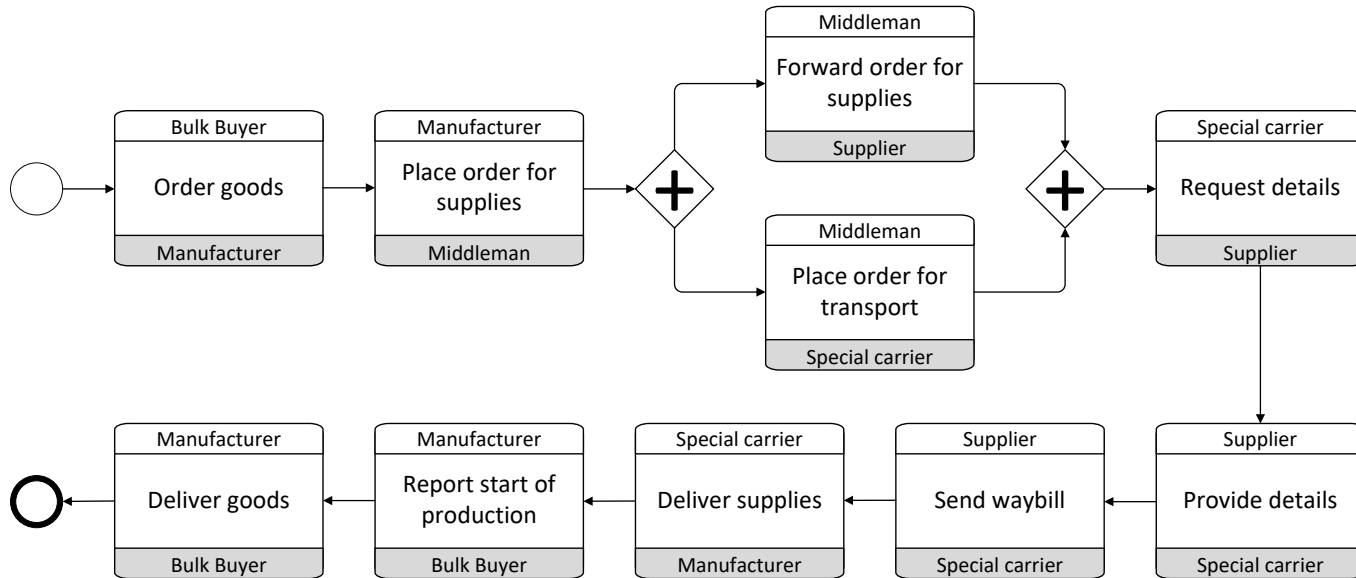 Bulk Buyer
Order goods
Manufacturer
Manufacturer
Place order for
supplies
Middleman
Middleman
Forward order for
supplies
Supplier
Middleman
Place order for
transport
Special carrier
Special carrier
Request details
Supplier
Supplier
Provide details
Special carrier
Supplier
Send waybill
Special carrier
Special carrier
Deliver supplies
Manufacturer
Manufacturer
Report start of
production
Bulk Buyer
Manufacturer
Deliver goods
Bulk Buyer